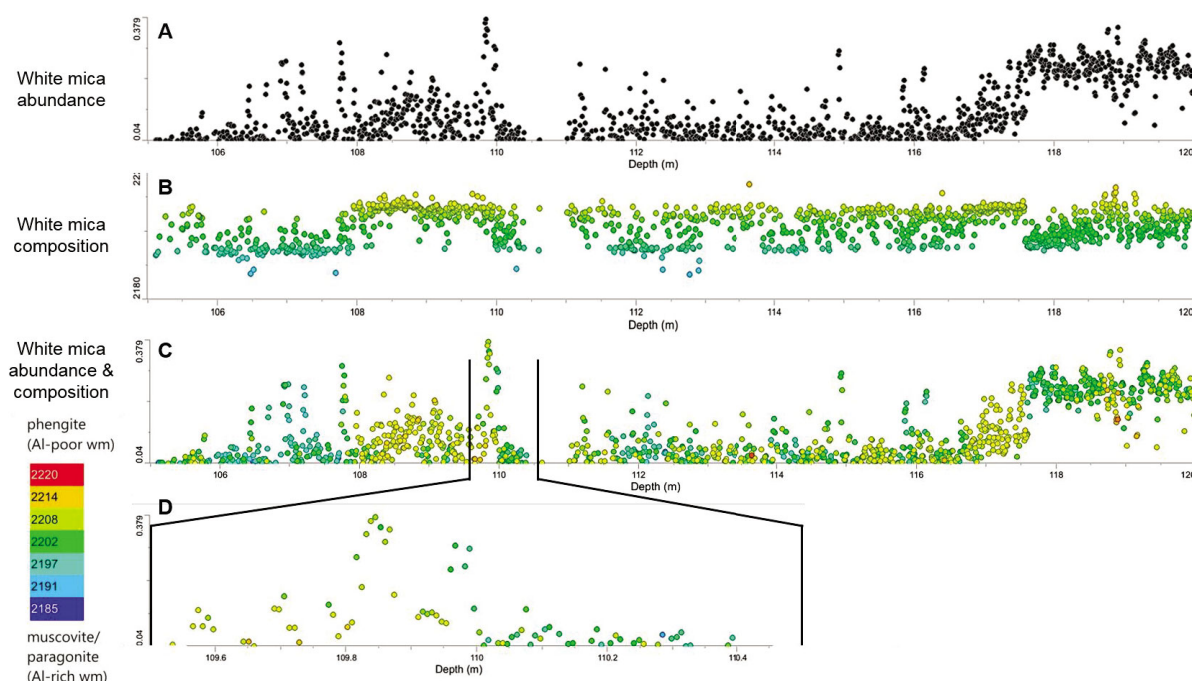 A
0.379
White mica
abundance
0.04
106 108 110 112 114 116 118 120
Depth (m)
B
22:
White mica
composition
2180
106 108 110 112 114 116 118 120
Depth (m)
C
0.379
White mica
abundance &
composition
0.04
106 108 110 112 114 116 118 120
Depth (m)
phengite
(Al-poor wm)
2220
2214
2208
2202
2197
2191
2185
muscovite/
paragonite
(Al-rich wm)
D
0.379
0.04
109.6 109.8 110 110.2 110.4
Depth (m)